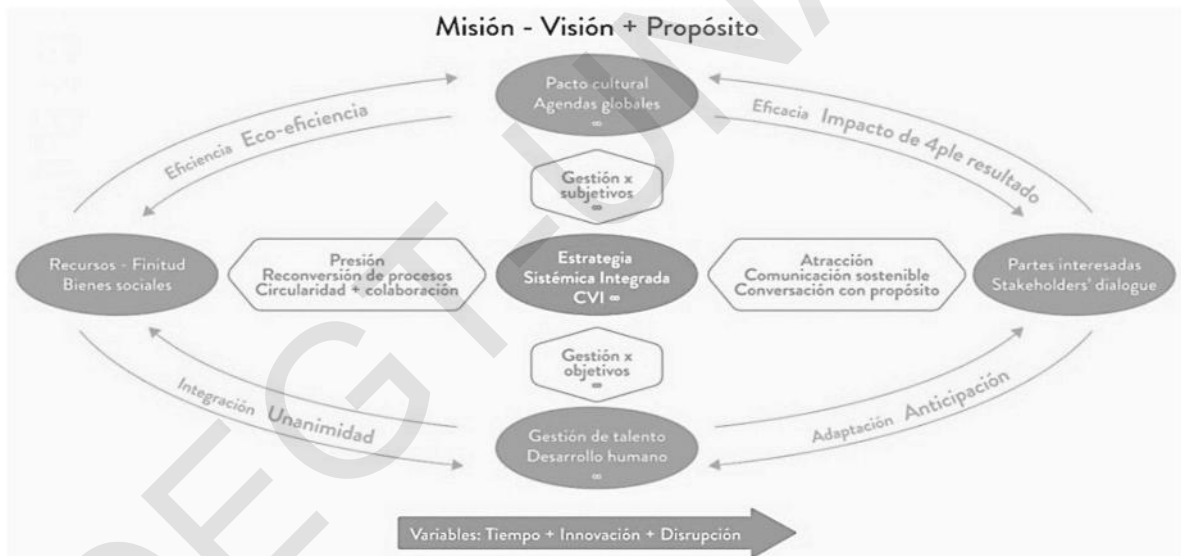 Misión - Visión + Propósito
Pacto cultural
Agendas globales
∞
Eficiencia Eco-eficiencia
Eficacia Impacto de 4ple resultado
Gestión x
subjetivos
∞
Recursos - Finitud
Bienes sociales
Presión
Reconversión de procesos
Circularidad + colaboración
Estrategia
Sistémica Integrada
CVI ∞
Atracción
Comunicación sostenible
Conversación con propósito
Partes interesadas
Stakeholders' dialogue
Gestión x
objetivos
∞
Integración Unanimidad
Adaptación Anticipación
Gestión de talento
Desarrollo humano
∞
Variables: Tiempo + Innovación + Disrupción